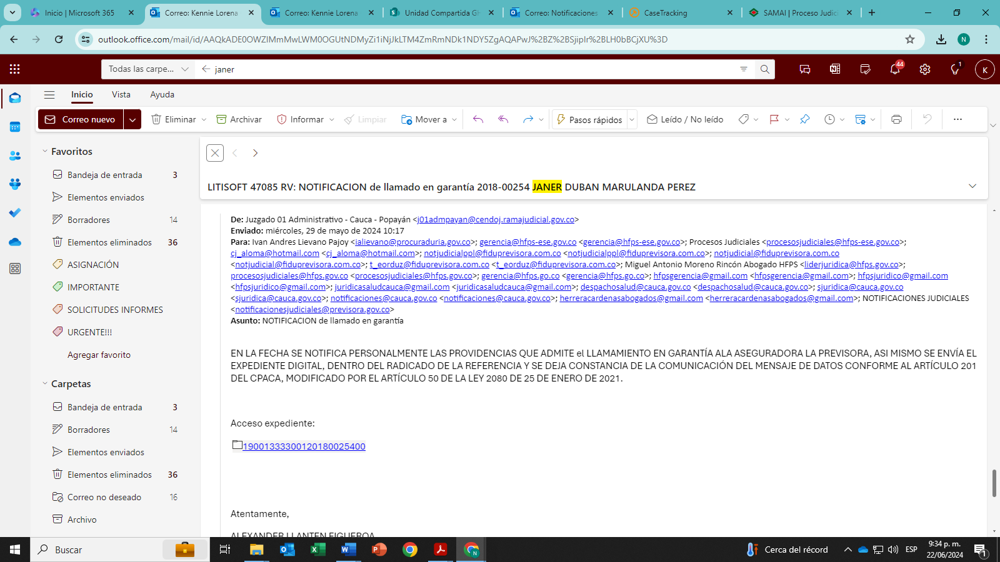 Inicio | Microsoft 365
Correo: Kennie Lorena
Correo: Kennie Lorena
Unidad Compartida GH
Correo: Notificaciones
CaseTracking
SAMAI | Proceso Judici
outlook.office.com/mail/id/AAQkADE0OWZlMmMwLWM0OGUtNDMyZi1iNjJkLTM4ZmRmNDk1NDY5ZgAQAPwJ%2BZ%2BSjipIr%2BLH0bBCjXU%3D
N
Todas las carpe...
janer
44
1
K
Inicio
Vista
Ayuda
Correo nuevo
Eliminar
Archivar
Informar
Limpiar
Mover a
Pasos rápidos
Leído / No leído
Favoritos
Bandeja de entrada 3
Elementos enviados
Borradores 14
Elementos eliminados 36
ASIGNACIÓN
IMPORTANTE
SOLICITUDES INFORMES
URGENTE!!!
Agregar favorito
Carpetas
Bandeja de entrada 3
Borradores 14
Elementos enviados
Elementos eliminados 36
Correo no deseado 16
Archivo
LITISOFT 47085 RV: NOTIFICACION de llamado en garantía 2018-00254 JANER DUBAN MARULANDA PEREZ
De: Juzgado 01 Administrativo - Cauca - Popayán <j01admpayan@cendoj.ramajudicial.gov.co>
Enviado: miércoles, 29 de mayo de 2024 10:17
Para: Ivan Andres Lievano Pajoy <ialievano@procuraduria.gov.co>; gerencia@hfps-ese.gov.co <gerencia@hfps-ese.gov.co>; Procesos Judiciales <procesosjudiciales@hfps-ese.gov.co>;
cj_aloma@hotmail.com <cj_aloma@hotmail.com>; notjudicialppl@fiduprevisora.com.co <notjudicialppl@fiduprevisora.com.co>; notjudicial@fiduprevisora.com.co
<notjudicial@fiduprevisora.com.co>; t_eorduz@fiduprevisora.com.co <t_eorduz@fiduprevisora.com.co>; Miguel Antonio Moreno Rincón Abogado HFPS <liderjuridica@hfps.gov.co>;
procesosjudiciales@hfps.gov.co <procesosjudiciales@hfps.gov.co>; gerencia@hfps.go.co <gerencia@hfps.go.co>; hfpsgerencia@gmail.com <hfpsgerencia@gmail.com>; hfpsjuridico@gmail.com
<hfpsjuridico@gmail.com>; juridicasaludcauca@gmail.com <juridicasaludcauca@gmail.com>; despachosalud@cauca.gov.co <despachosalud@cauca.gov.co>; sjuridica@cauca.gov.co
<sjuridica@cauca.gov.co>; notificaciones@cauca.gov.co <notificaciones@cauca.gov.co>; herreracardenasabogados@gmail.com <herreracardenasabogados@gmail.com>; NOTIFICACIONES JUDICIALES
<notificacionesjudiciales@previsora.gov.co>
Asunto: NOTIFICACION de llamado en garantía
EN LA FECHA SE NOTIFICA PERSONALMENTE LAS PROVIDENCIAS QUE ADMITE el LLAMAMIENTO EN GARANTÍA ALA ASEGURADORA LA PREVISORA, ASI MISMO SE ENVÍA EL
EXPEDIENTE DIGITAL, DENTRO DEL RADICADO DE LA REFERENCIA Y SE DEJA CONSTANCIA DE LA COMUNICACIÓN DEL MENSAJE DE DATOS CONFORME AL ARTÍCULO 201
DEL CPACA, MODIFICADO POR EL ARTÍCULO 50 DE LA LEY 2080 DE 25 DE ENERO DE 2021.
Acceso expediente:
19001333300120180025400
Atentamente,
ALEXANDER LLANTEN FIGUEROA
Buscar
Cerca del récord
ESP
9:34 p. m.
22/06/2024
1